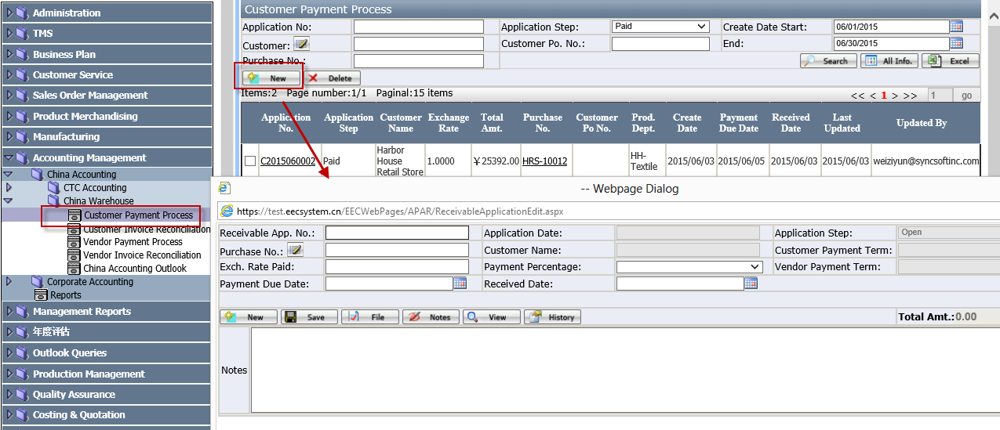 Administration
TMS
Business Plan
Customer Service
Sales Order Management
Product Merchandising
Manufacturing
Accounting Management
China Accounting
CTC Accounting
China Warehouse
Customer Payment Process
Customer Invoice Reconciliation
Vendor Payment Process
Vendor Invoice Reconciliation
China Accounting Outlook
Corporate Accounting
Reports
Management Reports
年度评估
Outlook Queries
Production Management
Quality Assurance
Costing & Quotation
Customer Payment Process
Application No: Application Step: Paid Create Date Start: 06/01/2015
Customer: Customer Po. No.: End: 06/30/2015
Purchase No.: Search All Info. Excel
New Delete
Items:2 Page number:1/1 Paginal:15 items << < 1 > >> 1 go
Application No. Application Step Customer Name Exchange Rate Total Amt. Purchase No. Customer Po No. Prod. Dept. Create Date Payment Due Date Received Date Last Updated Updated By
C2015060002 Paid Harbor House Retail Store 1.0000 ￥25392.00 HRS-10012 HH-Textile 2015/06/03 2015/06/05 2015/06/03 2015/06/03 weiziyun@syncsoftinc.com
-- Webpage Dialog
https://test.eecsystem.cn/EECWebPages/APAR/ReceivableApplicationEdit.aspx
Receivable App. No.: Application Date: Application Step: Open
Purchase No.: Customer Name: Customer Payment Term:
Exch. Rate Paid: Payment Percentage: Vendor Payment Term:
Payment Due Date: Received Date:
New Save File Notes View History Total Amt.:0.00
Notes